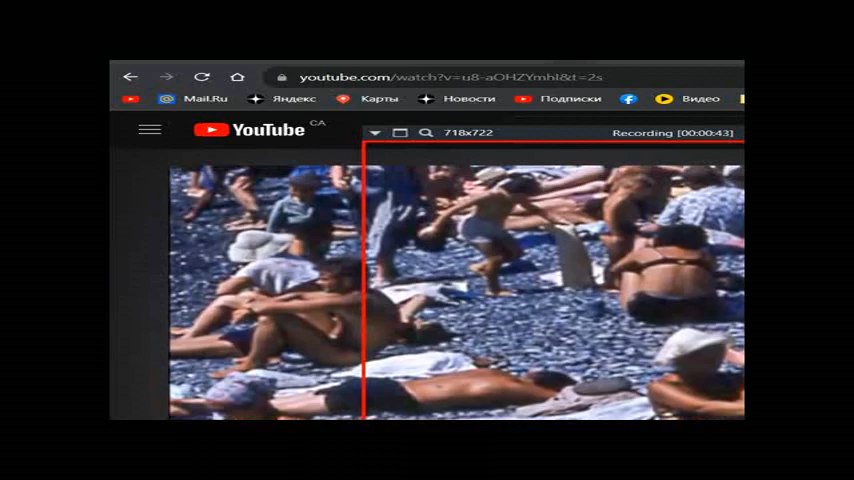 youtube.com/watch?v=u8-aOHZYmhI&t=2s
Mail.Ru Яндекс Карты Новости Подписки Видео
YouTube CA
718x722 Recording [00:00:43]